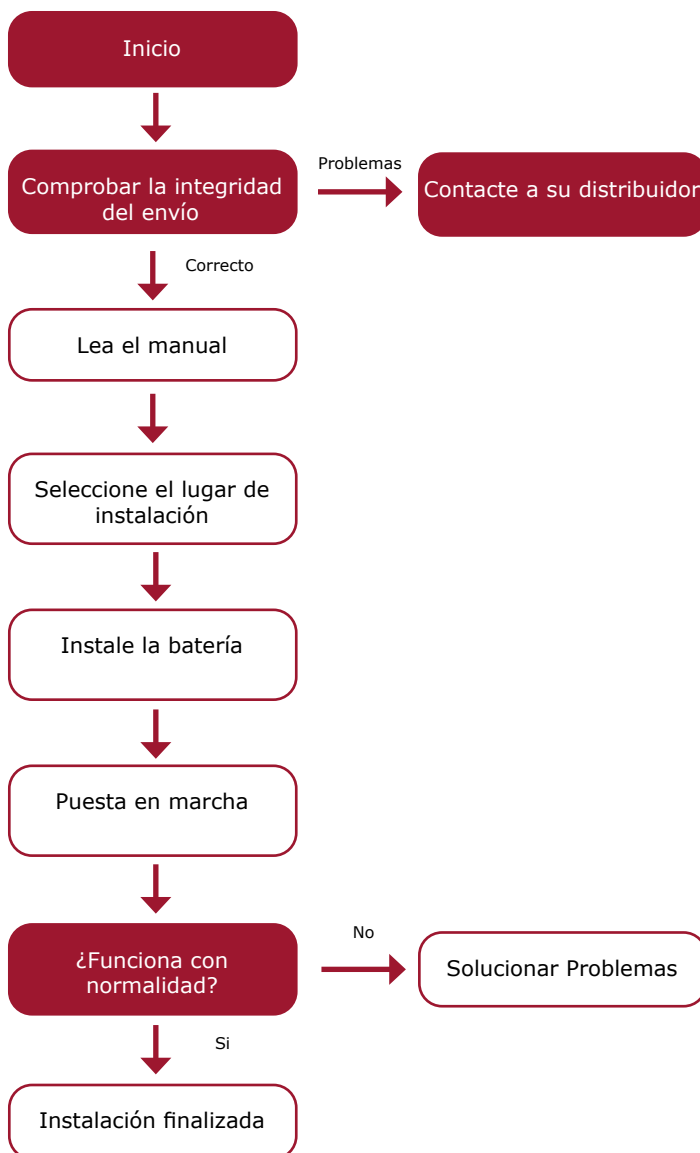 Inicio
Comprobar la integridad
del envío
Problemas
Contacte a su distribuidor
Correcto
Lea el manual
Seleccione el lugar de
instalación
Instale la batería
Puesta en marcha
¿Funciona con
normalidad?
No
Solucionar Problemas
Si
Instalación finalizada